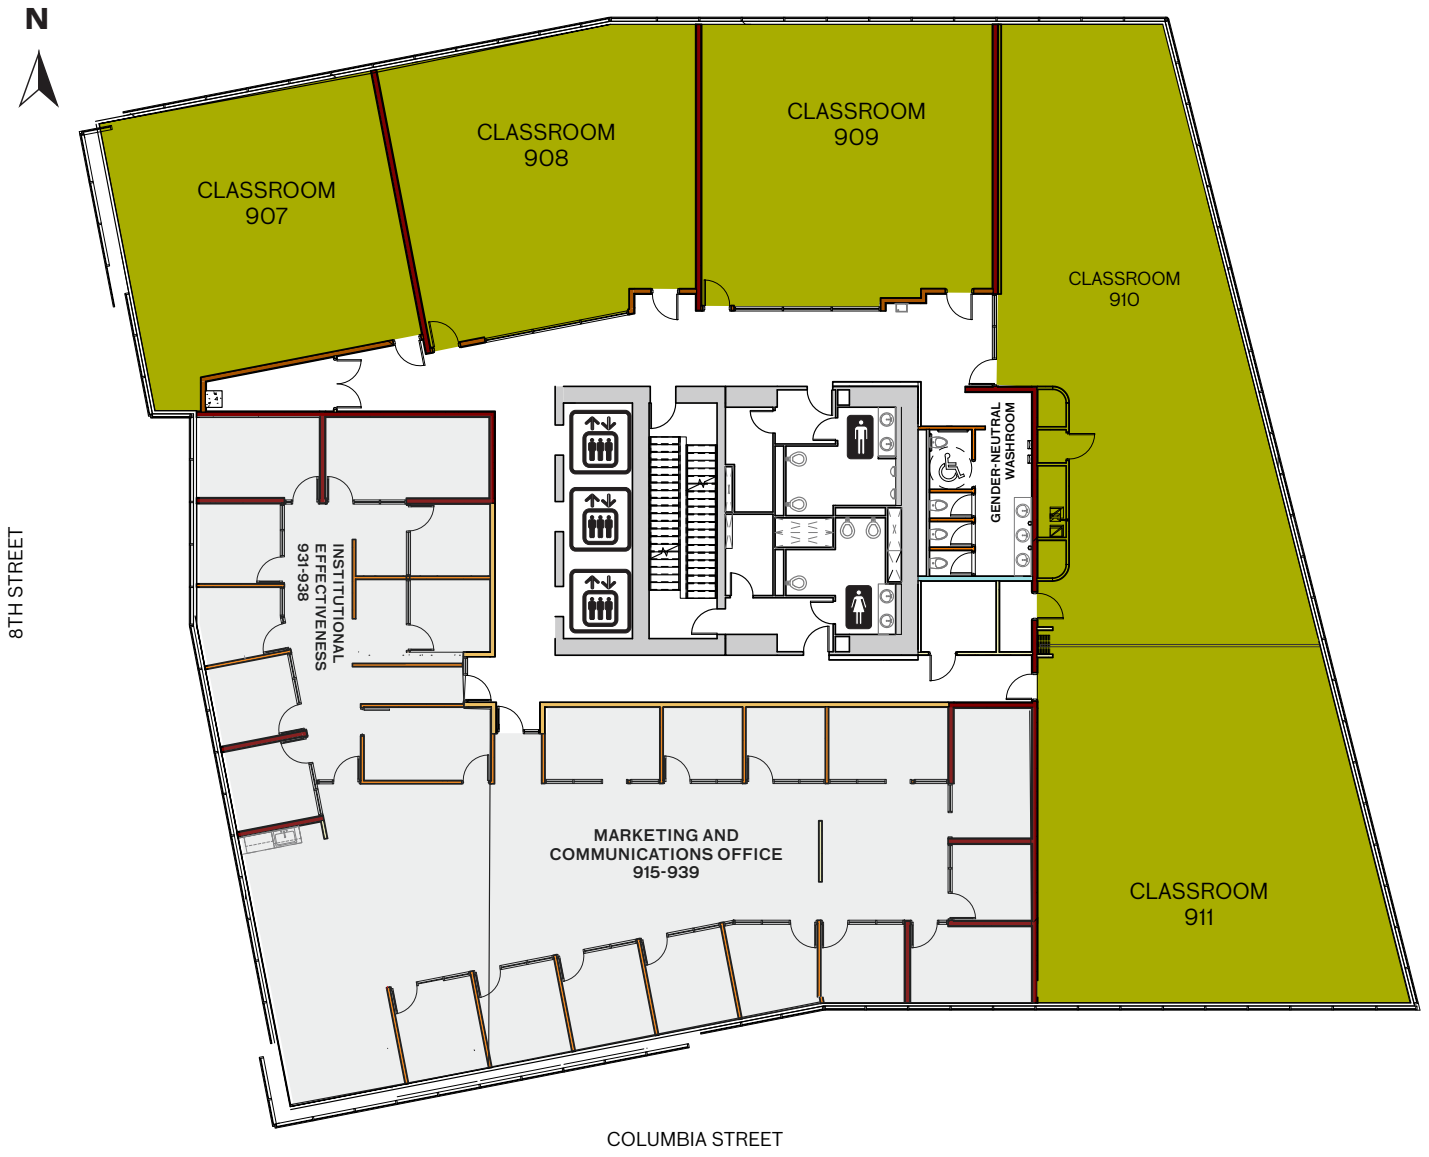 N
CLASSROOM
907
CLASSROOM
908
CLASSROOM
909
CLASSROOM
910
GENDER-NEUTRAL
WASHROOM
INSTITUTIONAL
EFFECTIVENESS
931-938
8TH STREET
MARKETING AND
COMMUNICATIONS OFFICE
915-939
CLASSROOM
911
COLUMBIA STREET